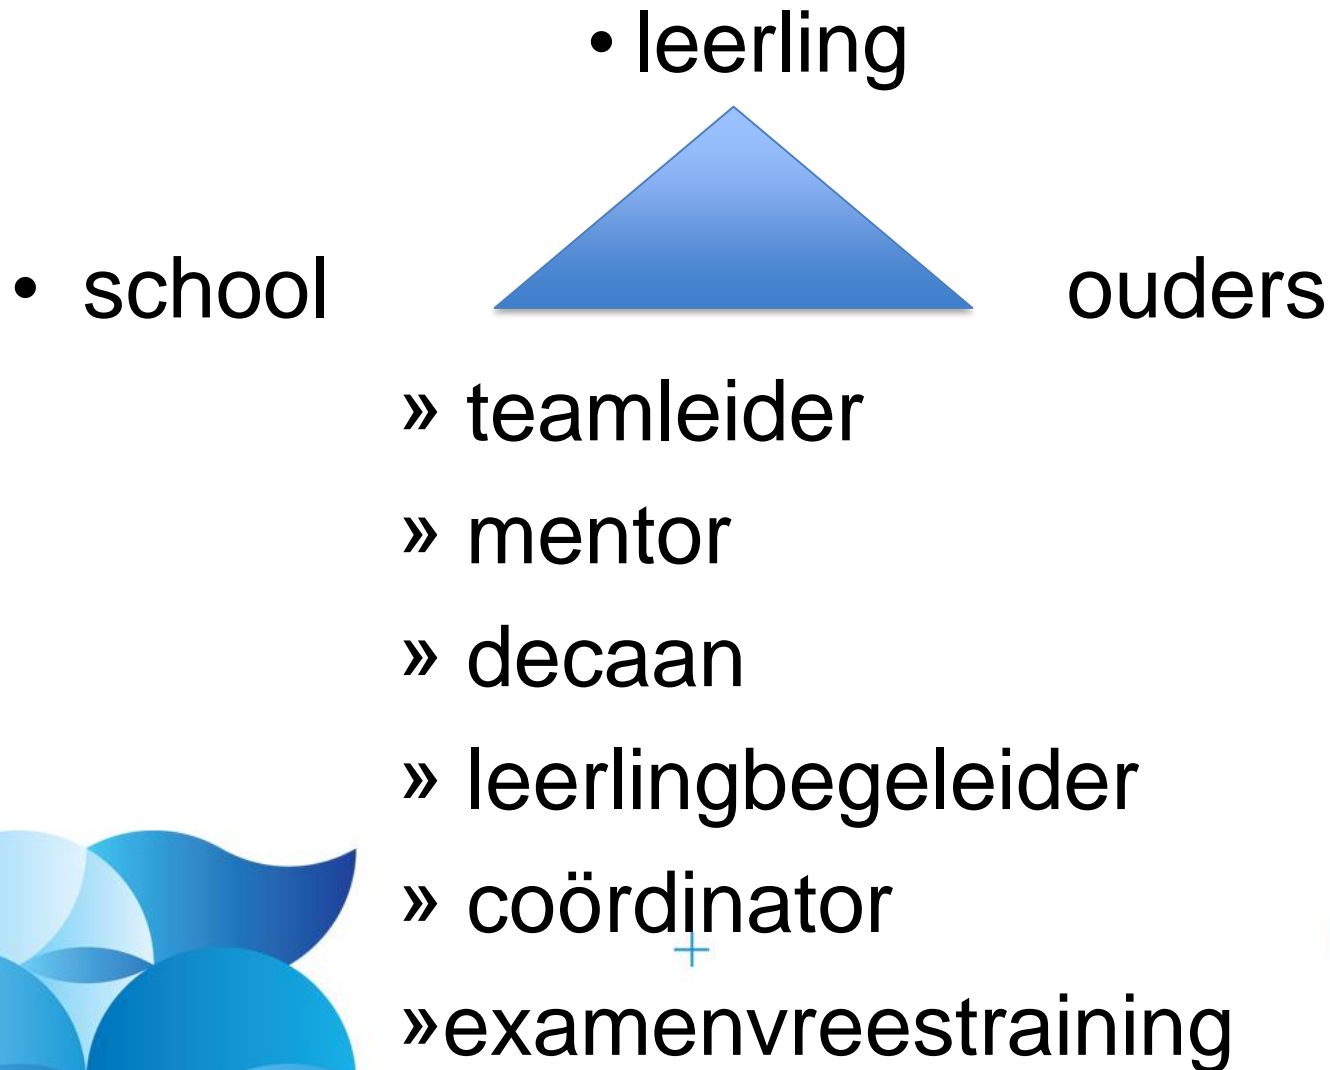 • leerling
• school ouders
» teamleider
» mentor
» decaan
» leerlingbegeleider
» coördinator
»examenvreestraining